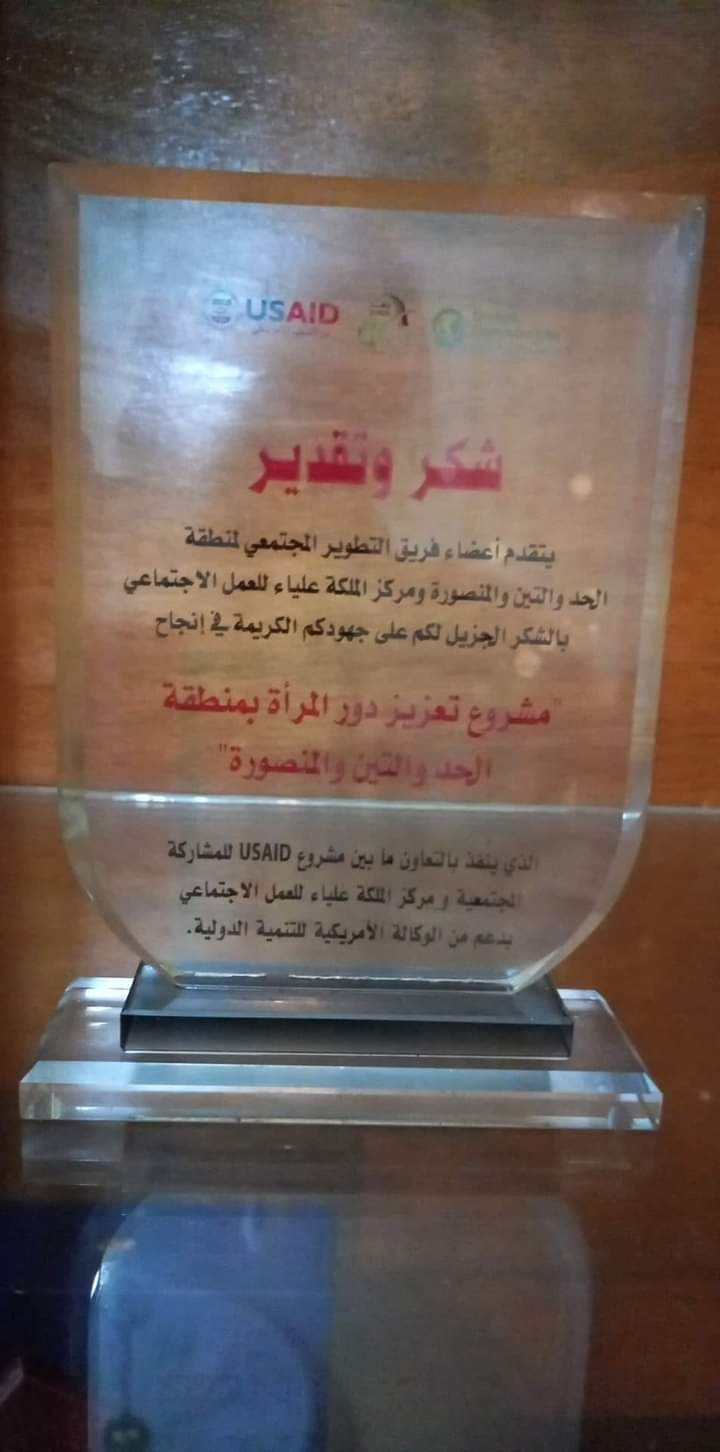 USAID
شكر وتقدير
يتقدم أعضاء فريق التطوير المجتمعي لمنطقة
الحد والتين والمنصورة ومركز الملكة علياء للعمل الاجتماعي
بالشكر الجزيل لكم على جهودكم الكريمة في إنجاح
"مشروع تعزيز دور المرأة بمنطقة
الحد والتين والمنصورة"
الذي ينفذ بالتعاون ما بين مشروع USAID للمشاركة
المجتمعية و مركز الملكة علياء للعمل الاجتماعي
بدعم من الوكالة الأمريكية للتنمية الدولية.